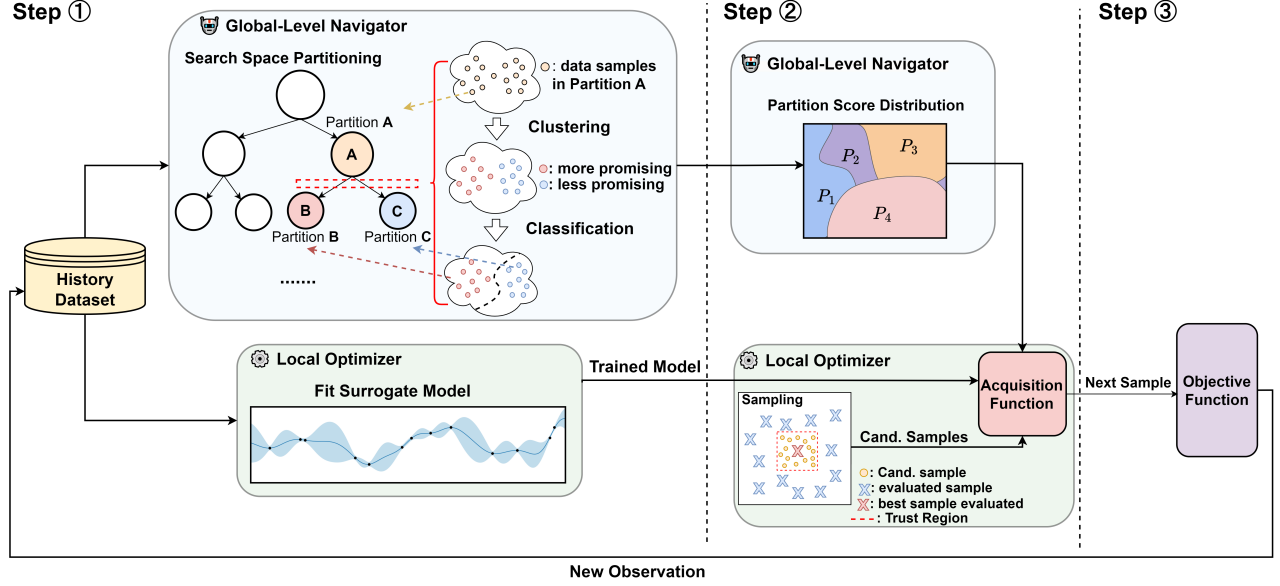 Step ①
Step ②
Step ③
Global-Level Navigator
Search Space Partitioning
: data samples
in Partition A
Partition A
A
Clustering
: more promising
: less promising
B
C
Partition B
Partition C
Classification
.......
History
Dataset
Local Optimizer
Fit Surrogate Model
Trained Model
Global-Level Navigator
Partition Score Distribution
P1
P2
P3
P4
Local Optimizer
Sampling
Cand. Samples
: Cand. sample
: evaluated sample
: best sample evaluated
: Trust Region
Acquisition
Function
Next Sample
Objective
Function
New Observation